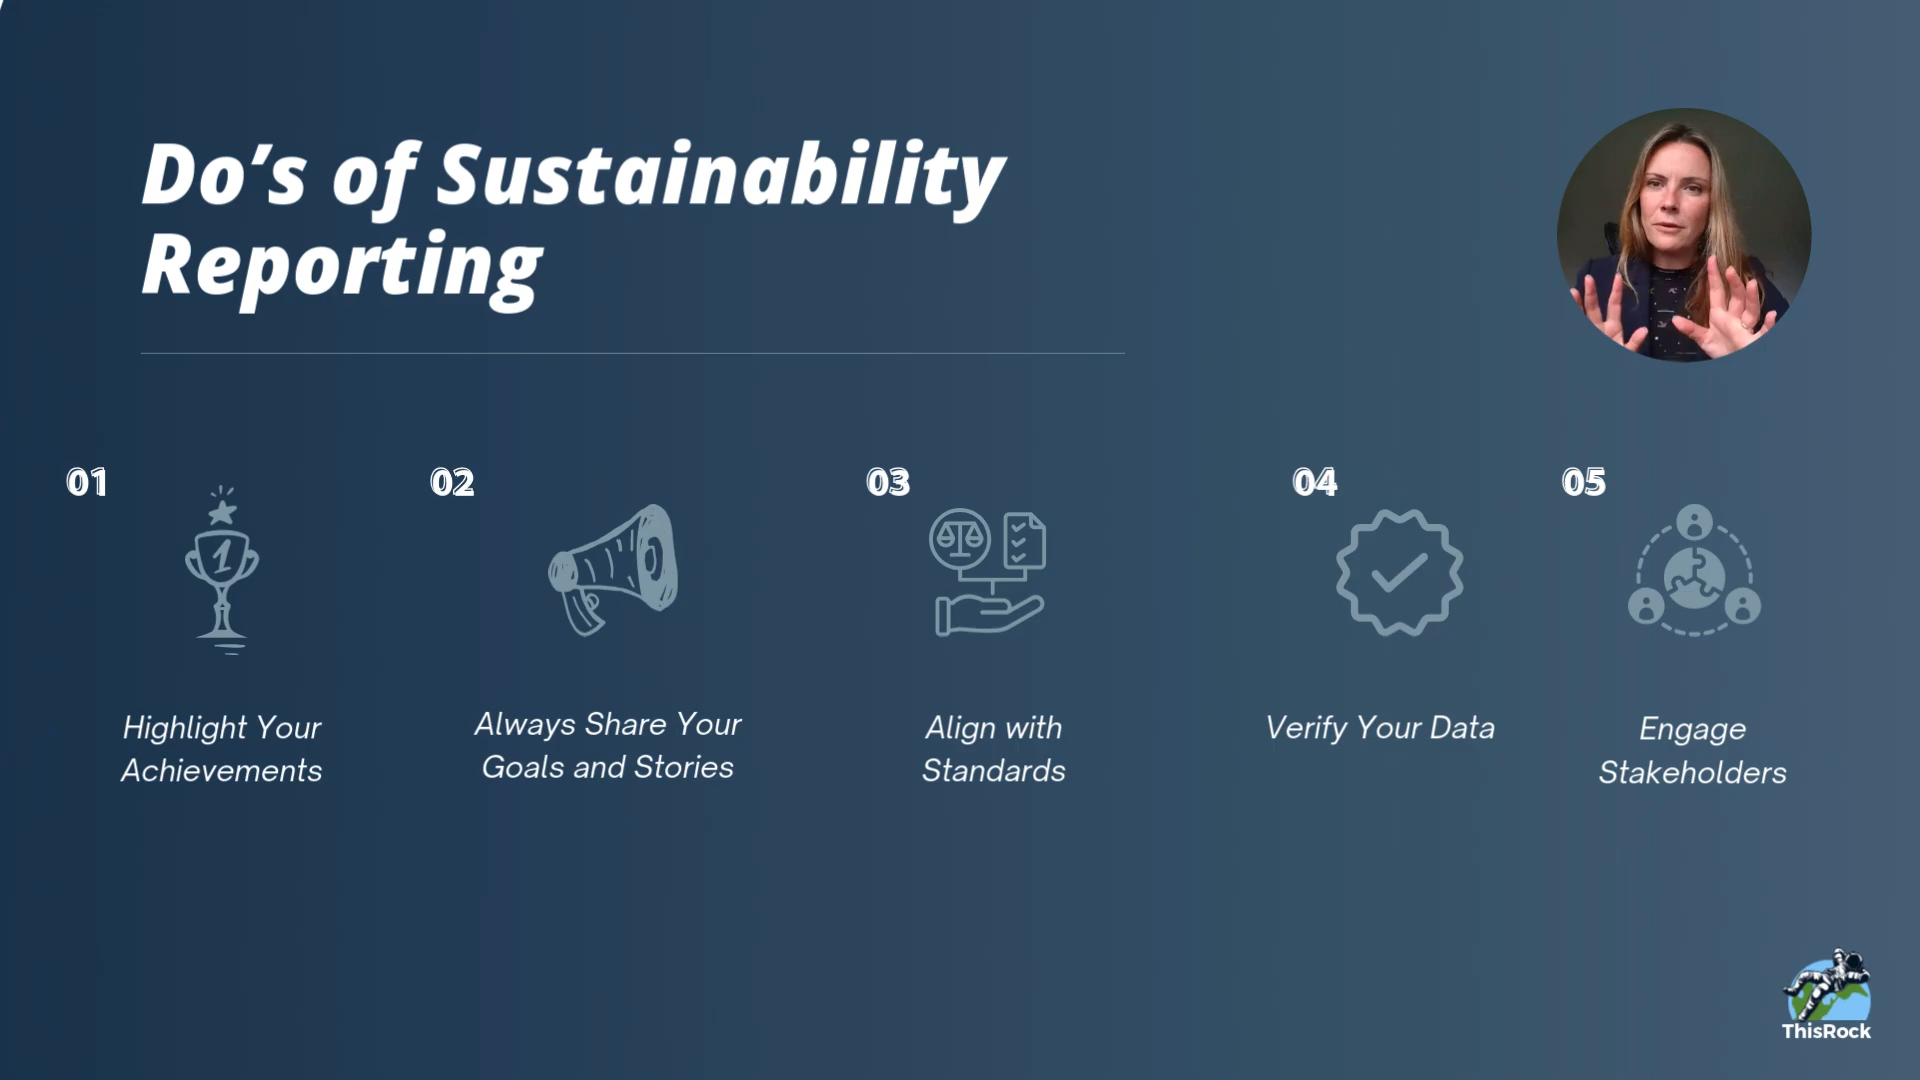 Do's of Sustainability
Reporting
01
02
03
04
05
1
Highlight Your
Achievements
Always Share Your
Goals and Stories
Align with
Standards
Verify Your Data
Engage
Stakeholders
ThisRock